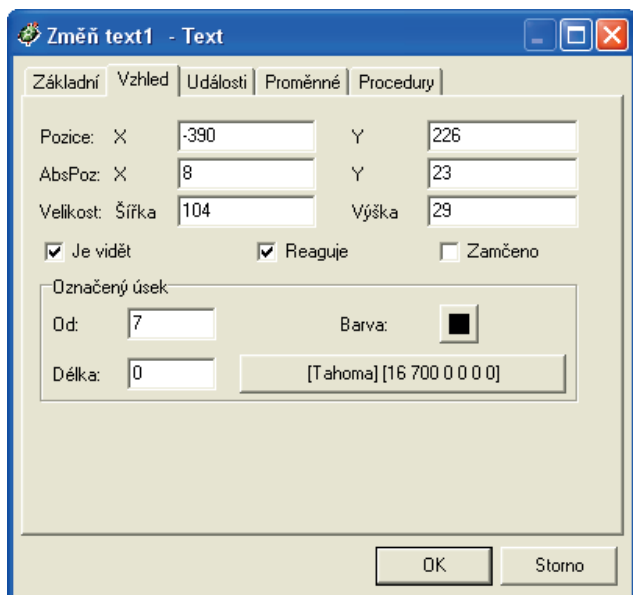 Změň text1 - Text
Základní Vzhled Události Proměnné Procedury
Pozice: X -390 Y 226
AbsPoz: X 8 Y 23
Velikost: Šířka 104 Výška 29
Je vidět Reaguje Zamčeno
Označený úsek
Od: 7 Barva:
Délka: 0 [Tahoma] [16 700 0 0 0 0]
OK Storno